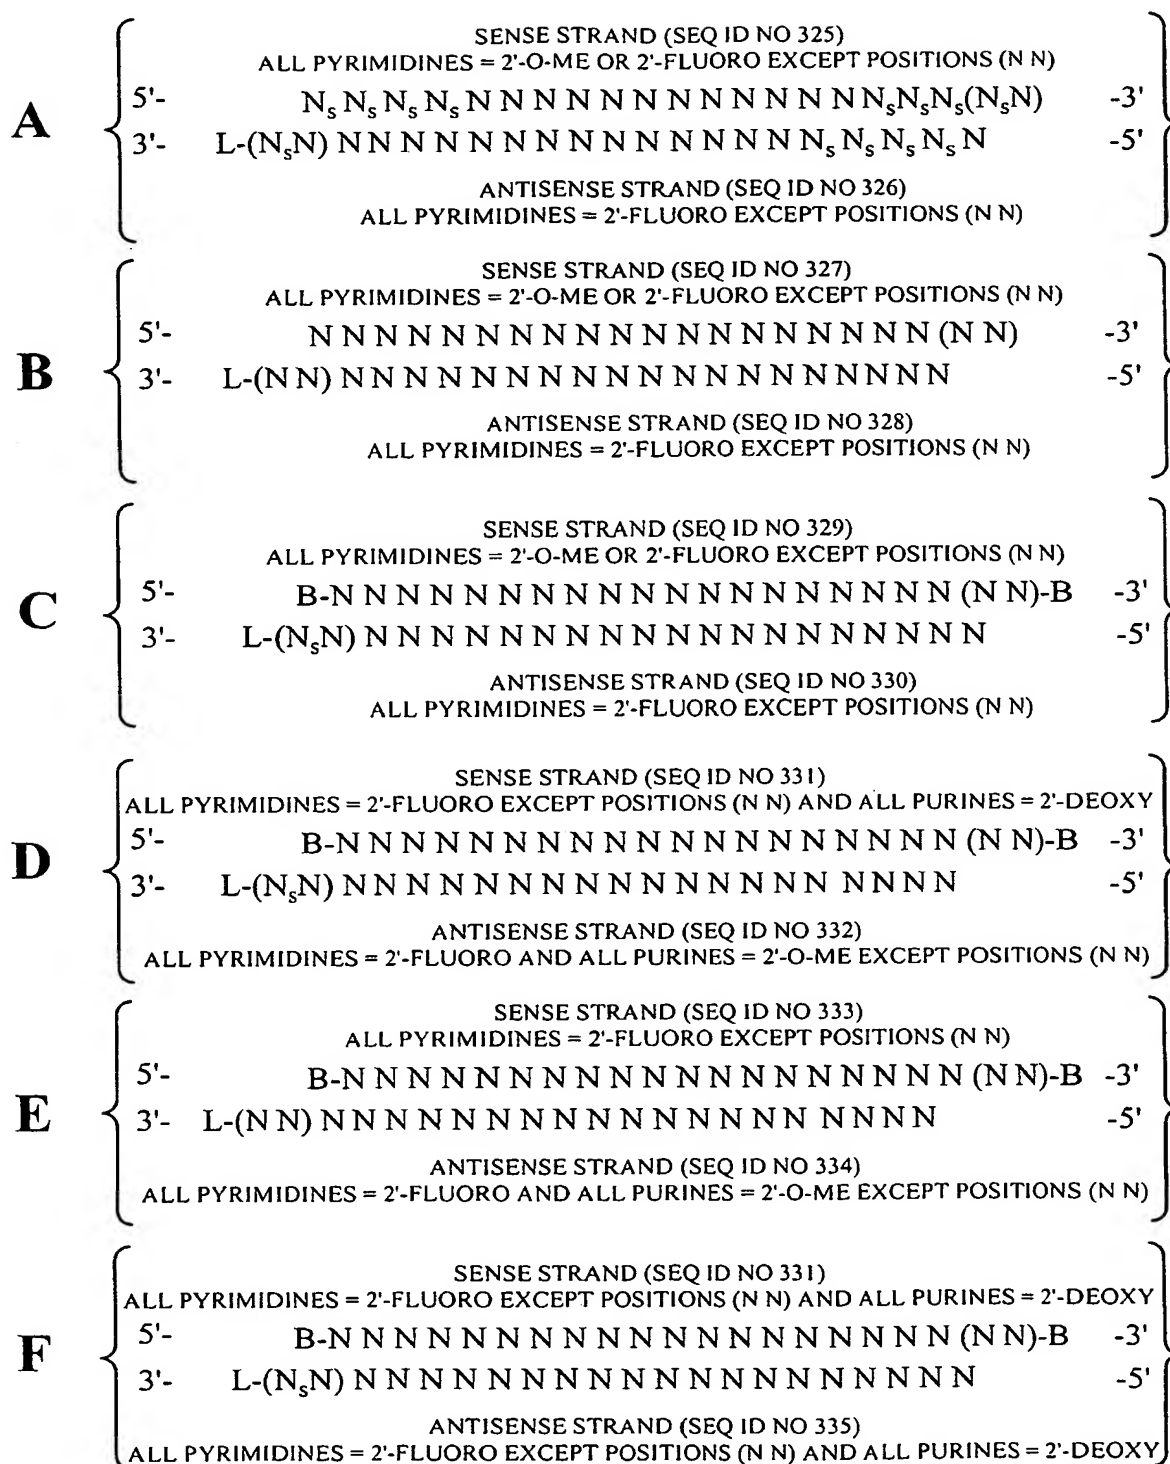 SENSE STRAND (SEQ ID NO 325)
ALL PYRIMIDINES = 2'-O-ME OR 2'-FLUORO EXCEPT POSITIONS (N N)
A
5'- NsNsNsNsN N N N N N N N N N N N NsNsNs(NsN) -3'
3'- L-(NsN) N N N N N N N N N N N N N N Ns Ns Ns Ns N -5'
ANTISENSE STRAND (SEQ ID NO 326)
ALL PYRIMIDINES = 2'-FLUORO EXCEPT POSITIONS (N N)
SENSE STRAND (SEQ ID NO 327)
ALL PYRIMIDINES = 2'-O-ME OR 2'-FLUORO EXCEPT POSITIONS (N N)
B
5'- N N N N N N N N N N N N N N N N N N N (N N) -3'
3'- L-(N N) N N N N N N N N N N N N N N N N N N N -5'
ANTISENSE STRAND (SEQ ID NO 328)
ALL PYRIMIDINES = 2'-FLUORO EXCEPT POSITIONS (N N)
SENSE STRAND (SEQ ID NO 329)
ALL PYRIMIDINES = 2'-O-ME OR 2'-FLUORO EXCEPT POSITIONS (N N)
C
5'- B-N N N N N N N N N N N N N N N N N N N (N N)-B -3'
3'- L-(NsN) N N N N N N N N N N N N N N N N N N N -5'
ANTISENSE STRAND (SEQ ID NO 330)
ALL PYRIMIDINES = 2'-FLUORO EXCEPT POSITIONS (N N)
SENSE STRAND (SEQ ID NO 331)
ALL PYRIMIDINES = 2'-FLUORO EXCEPT POSITIONS (N N) AND ALL PURINES = 2'-DEOXY
D
5'- B-N N N N N N N N N N N N N N N N N N N (N N)-B -3'
3'- L-(NsN) N N N N N N N N N N N N N N N N N N N -5'
ANTISENSE STRAND (SEQ ID NO 332)
ALL PYRIMIDINES = 2'-FLUORO AND ALL PURINES = 2'-O-ME EXCEPT POSITIONS (N N)
SENSE STRAND (SEQ ID NO 333)
ALL PYRIMIDINES = 2'-FLUORO EXCEPT POSITIONS (N N)
E
5'- B-N N N N N N N N N N N N N N N N N N N (N N)-B -3'
3'- L-(N N) N N N N N N N N N N N N N N N N N N N -5'
ANTISENSE STRAND (SEQ ID NO 334)
ALL PYRIMIDINES = 2'-FLUORO AND ALL PURINES = 2'-O-ME EXCEPT POSITIONS (N N)
SENSE STRAND (SEQ ID NO 331)
ALL PYRIMIDINES = 2'-FLUORO EXCEPT POSITIONS (N N) AND ALL PURINES = 2'-DEOXY
F
5'- B-N N N N N N N N N N N N N N N N N N N (N N)-B -3'
3'- L-(NsN) N N N N N N N N N N N N N N N N N N N -5'
ANTISENSE STRAND (SEQ ID NO 335)
ALL PYRIMIDINES = 2'-FLUORO EXCEPT POSITIONS (N N) AND ALL PURINES = 2'-DEOXY